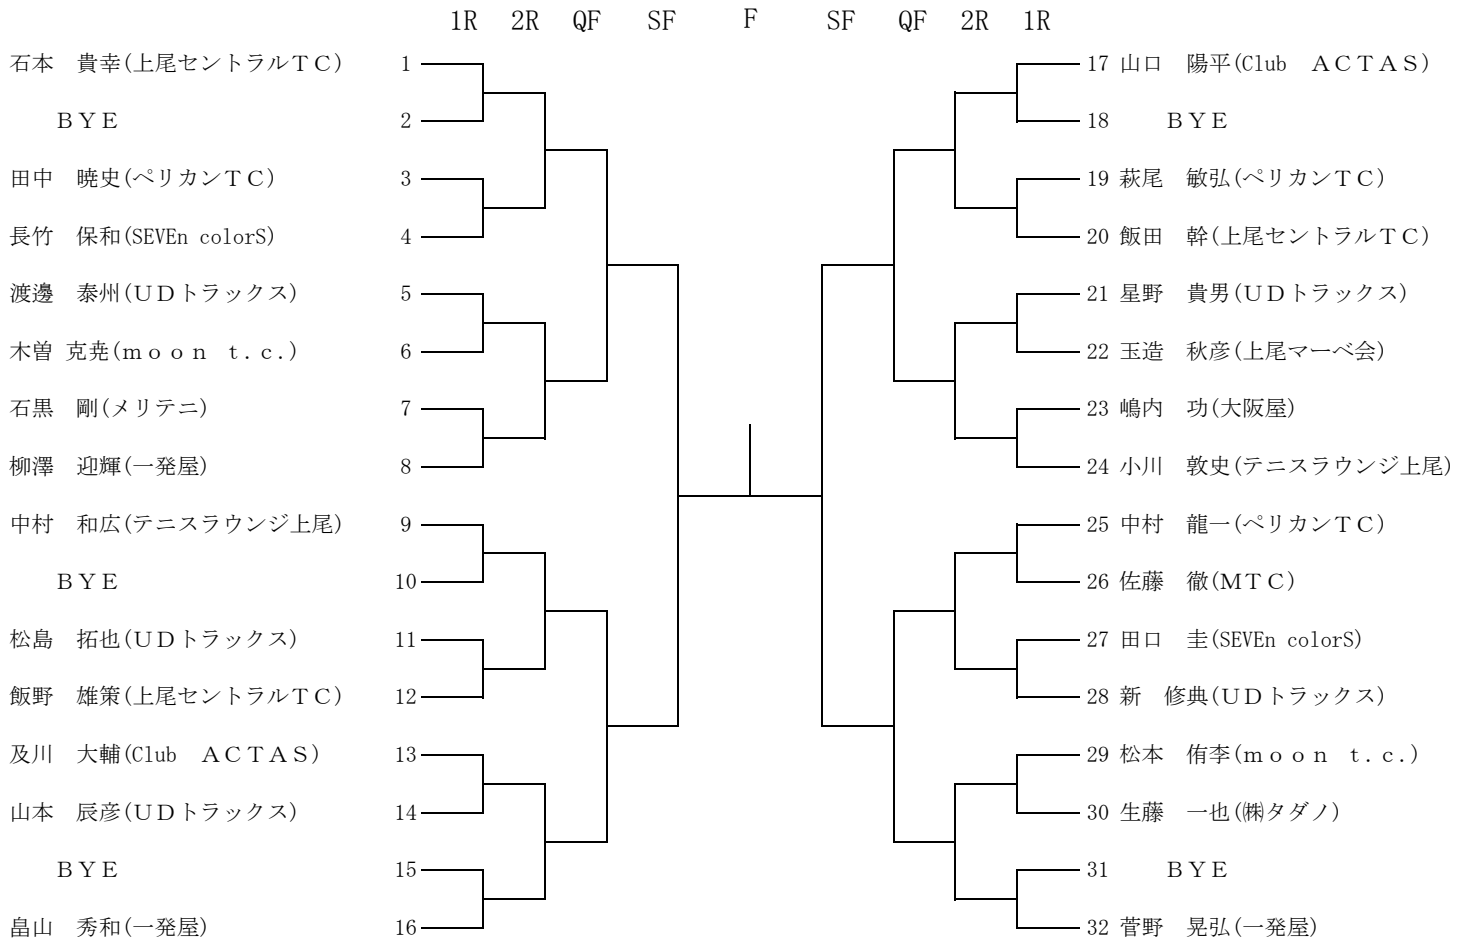 1R 2R QF SF F SF QF 2R 1R
石本　貴幸(上尾セントラルＴＣ) 1
ＢＹＥ 2
田中　暁史(ペリカンＴＣ) 3
長竹　保和(SEVEn colorS) 4
渡邊　泰州(ＵＤトラックス) 5
木曽 克尭(ｍｏｏｎ　ｔ.ｃ.) 6
石黒　剛(メリテニ) 7
柳澤　迎輝(一発屋) 8
中村　和広(テニスラウンジ上尾) 9
ＢＹＥ 10
松島　拓也(ＵＤトラックス) 11
飯野　雄策(上尾セントラルＴＣ) 12
及川　大輔(Club　ＡＣＴＡＳ) 13
山本　辰彦(ＵＤトラックス) 14
ＢＹＥ 15
畠山　秀和(一発屋) 16
17 山口　陽平(Club　ＡＣＴＡＳ)
18 ＢＹＥ
19 萩尾　敏弘(ペリカンＴＣ)
20 飯田　幹(上尾セントラルＴＣ)
21 星野　貴男(ＵＤトラックス)
22 玉造　秋彦(上尾マーベ会)
23 嶋内　功(大阪屋)
24 小川　敦史(テニスラウンジ上尾)
25 中村　龍一(ペリカンＴＣ)
26 佐藤　徹(ＭＴＣ)
27 田口　圭(SEVEn colorS)
28 新　修典(ＵＤトラックス)
29 松本　侑李(ｍｏｏｎ　ｔ.ｃ.)
30 生藤　一也(㈱タダノ)
31 ＢＹＥ
32 菅野　晃弘(一発屋)